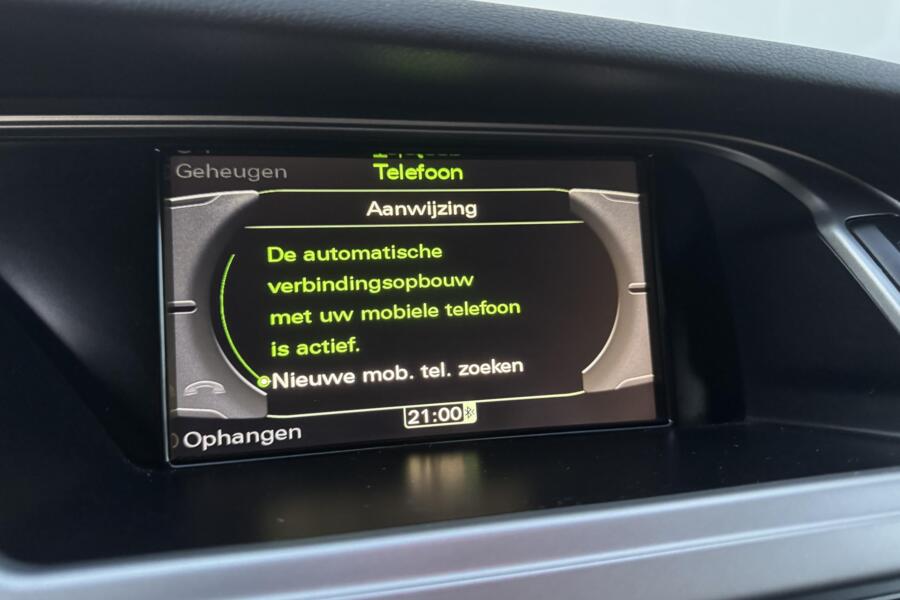 Geheugen
Telefoon
Aanwijzing
De automatische
verbindingsopbouw
met uw mobiele telefoon
is actief.
Nieuwe mob. tel. zoeken
21:00
Ophangen